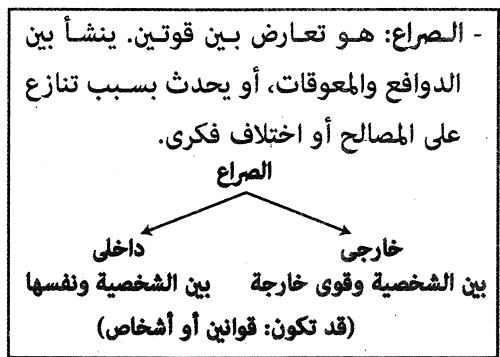 - الصراع: هو تعارض بين قوتين. ينشأ بين
الدوافع والمعوقات، أو يحدث بسبب تنازع
على المصالح أو اختلاف فكرى.
الصراع
خارجى داخلى
بين الشخصية وقوى خارجة بين الشخصية ونفسها
(قد تكون: قوانين أو أشخاص)